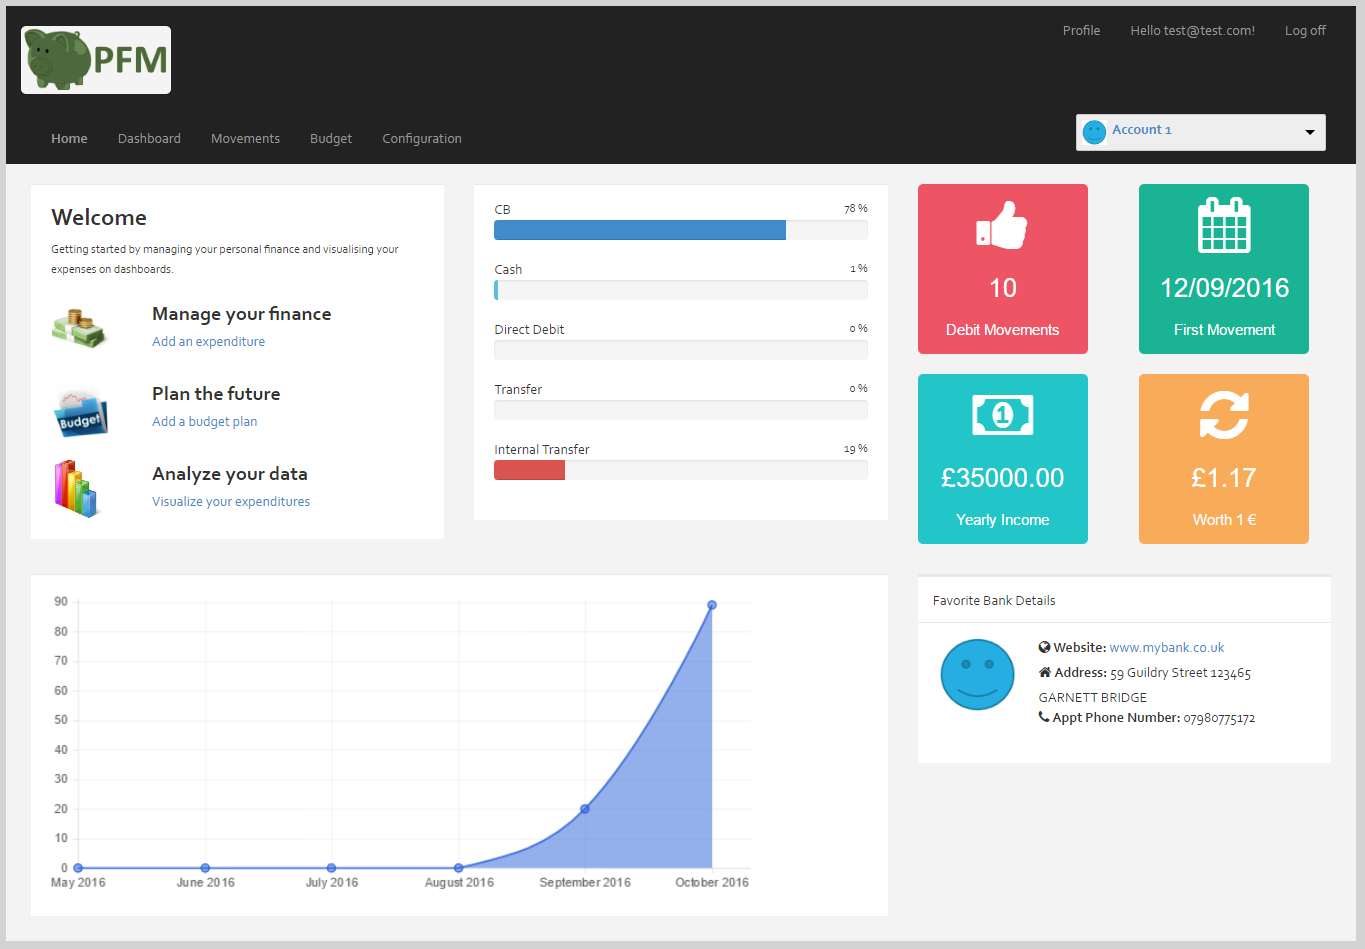 PFM
Profile
Hello test@test.com!
Log off
Home
Dashboard
Movements
Budget
Configuration
Account 1
Welcome
Getting started by managing your personal finance and visualising your
expenses on dashboards.
Manage your finance
Add an expenditure
Budget
Plan the future
Add a budget plan
Analyze your data
Visualize your expenditures
CB
78 %
Cash
1 %
Direct Debit
0 %
Transfer
0 %
Internal Transfer
19 %
10
Debit Movements
12/09/2016
First Movement
1
£35000.00
Yearly Income
£1.17
Worth 1 €
90
80
70
60
50
40
30
20
10
0
May 2016
June 2016
July 2016
August 2016
September 2016
October 2016
Favorite Bank Details
Website: www.mybank.co.uk
Address: 59 Guildry Street 123465
GARNETT BRIDGE
Appt Phone Number: 07980775172